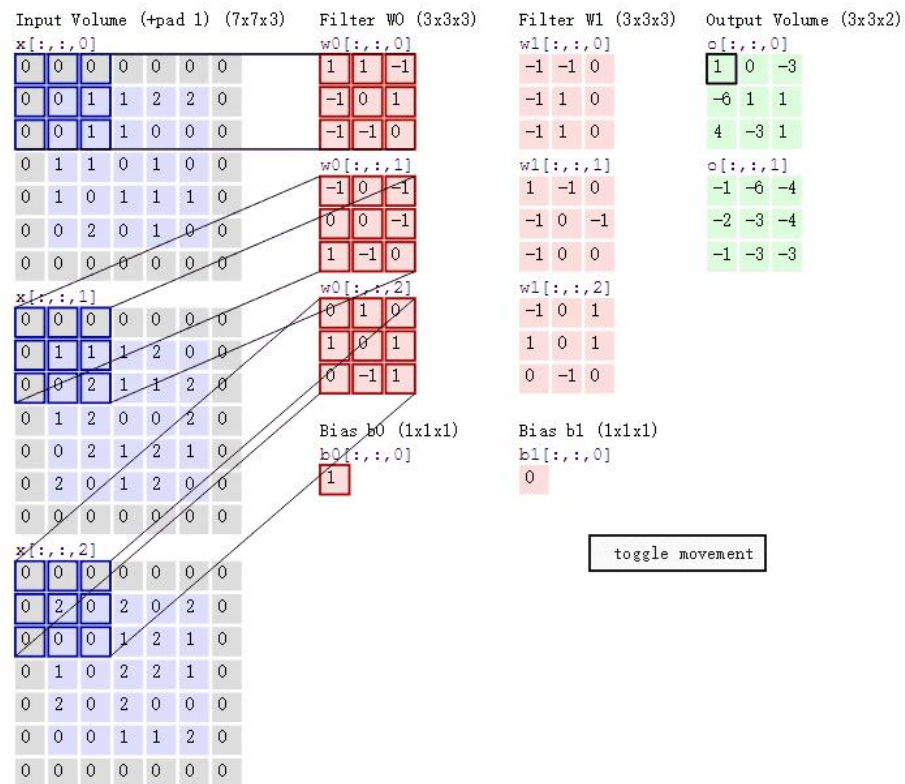 Input Volume (+pad 1) (7x7x3)
x[:,:,0]
0 0 0 0 0 0 0
0 0 1 1 2 2 0
0 0 1 1 0 0 0
0 1 1 0 1 0 0
0 1 0 1 1 1 0
0 0 2 0 1 0 0
0 0 0 0 0 0 0
x[:,:,1]
0 0 0 0 0 0 0
0 1 1 1 2 0 0
0 0 2 1 1 2 0
0 1 2 0 0 2 0
0 0 2 1 2 1 0
0 2 0 1 2 0 0
0 0 0 0 0 0 0
x[:,:,2]
0 0 0 0 0 0 0
0 2 0 2 0 2 0
0 0 0 1 2 1 0
0 1 0 2 2 1 0
0 2 0 2 0 0 0
0 0 0 1 1 2 0
0 0 0 0 0 0 0
Filter W0 (3x3x3)
w0[:,:,0]
1 1 -1
-1 0 1
-1 -1 0
w0[:,:,1]
-1 0 -1
0 0 -1
1 -1 0
w0[:,:,2]
0 1 0
1 0 1
0 -1 1
Bias b0 (1x1x1)
b0[:,:,0]
1
Filter W1 (3x3x3)
w1[:,:,0]
-1 -1 0
-1 1 0
-1 1 0
w1[:,:,1]
1 -1 0
-1 0 -1
-1 0 0
w1[:,:,2]
-1 0 1
1 0 1
0 -1 0
Bias b1 (1x1x1)
b1[:,:,0]
0
Output Volume (3x3x2)
o[:,:,0]
1 0 -3
-6 1 1
4 -3 1
o[:,:,1]
-1 -6 -4
-2 -3 -4
-1 -3 -3
toggle movement